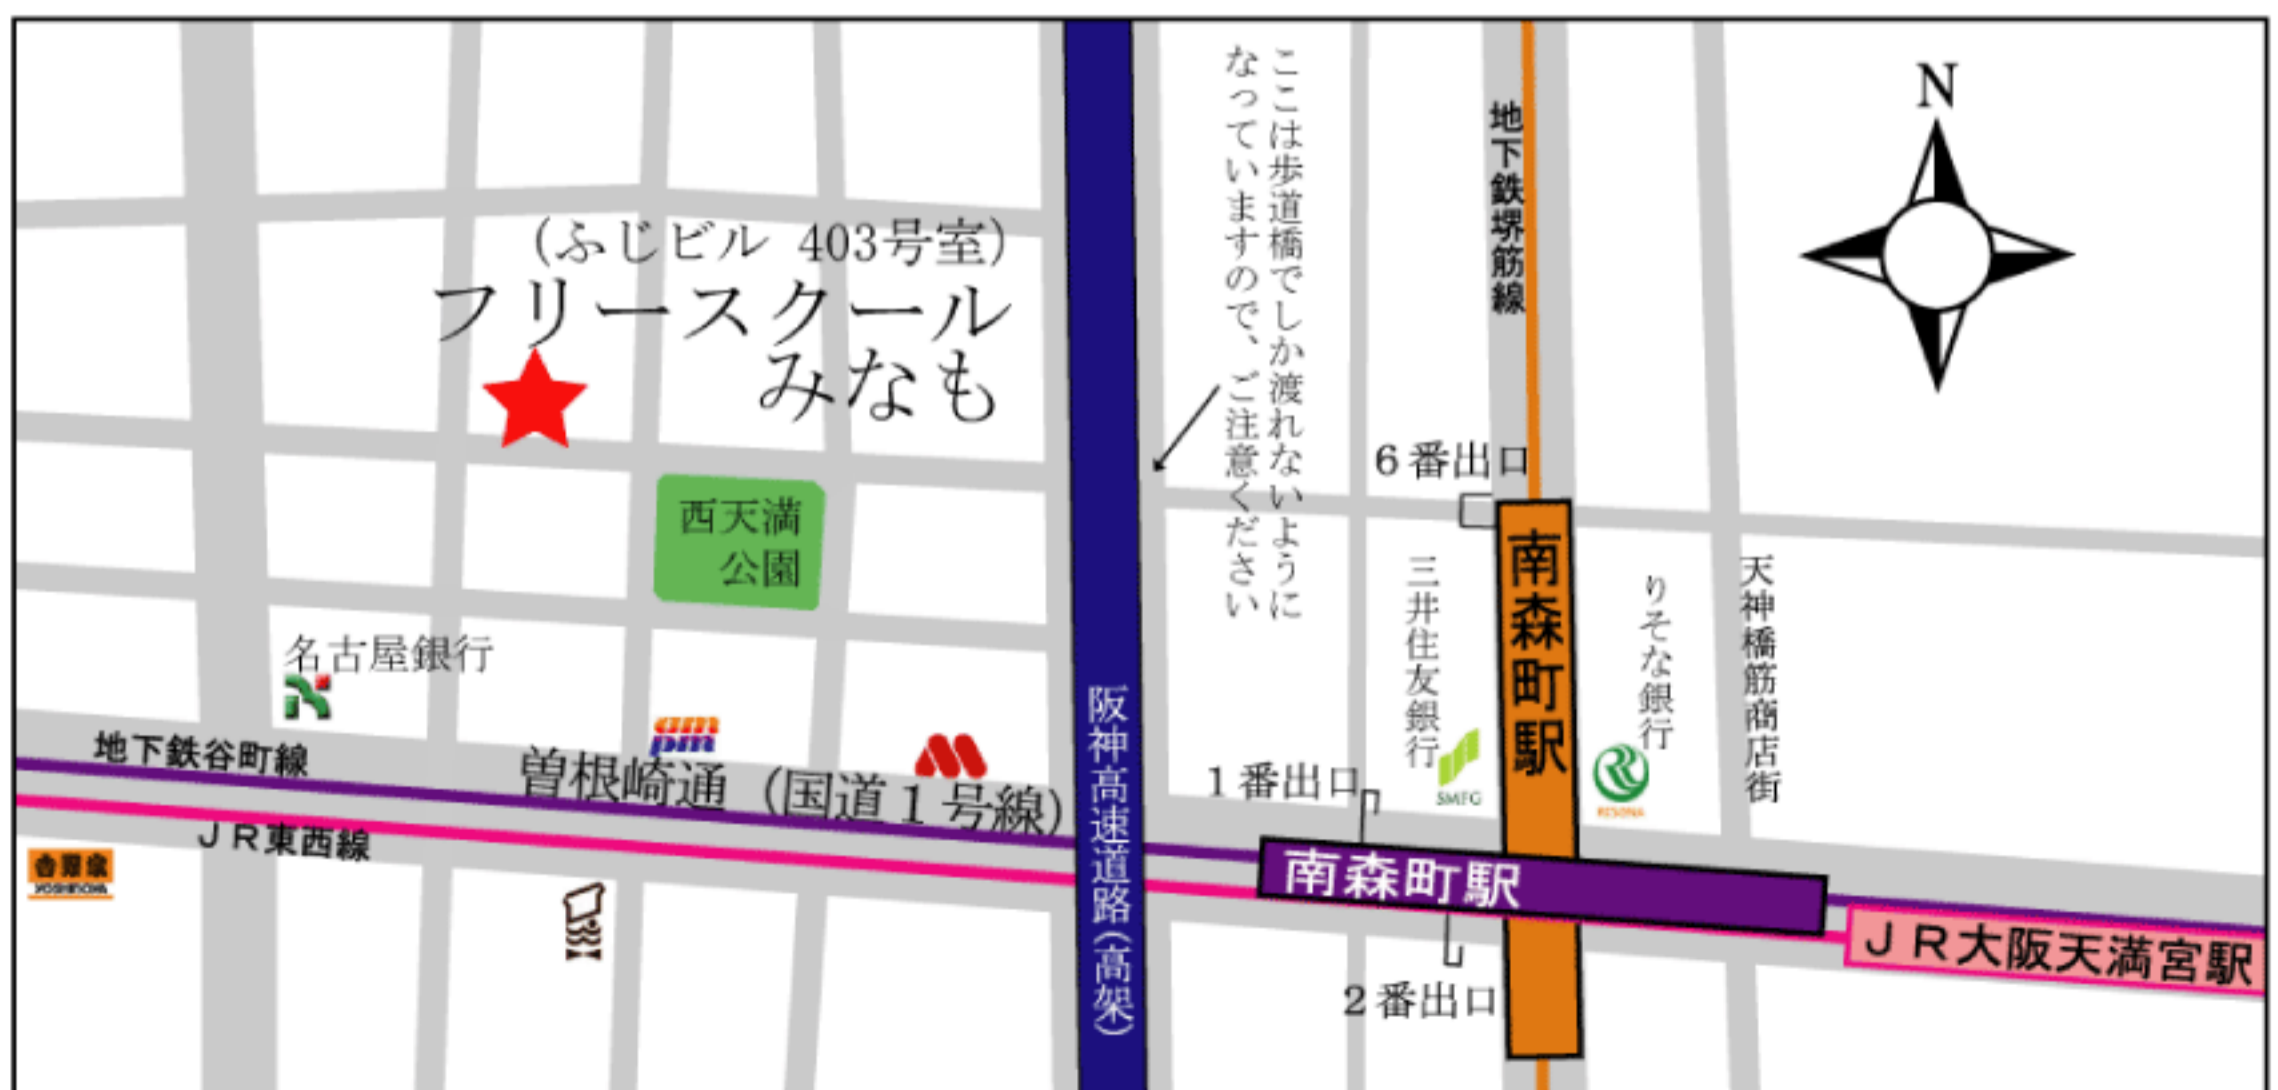 N
（ふじビル 403号室）
フリースクール
みなも
ここは歩道橋でしか渡れないように
なっていますので、ご注意ください
地下鉄堺筋線
6番出口
西天満
公園
南森町駅
三井住友銀行
SMFG
りそな銀行
RESONA
天神橋筋商店街
名古屋銀行
am
pm
地下鉄谷町線
曽根崎通（国道1号線）
阪神高速道路（高架）
1番出口
JR東西線
吉野家
YOSHINOYA
南森町駅
JR大阪天満宮駅
2番出口